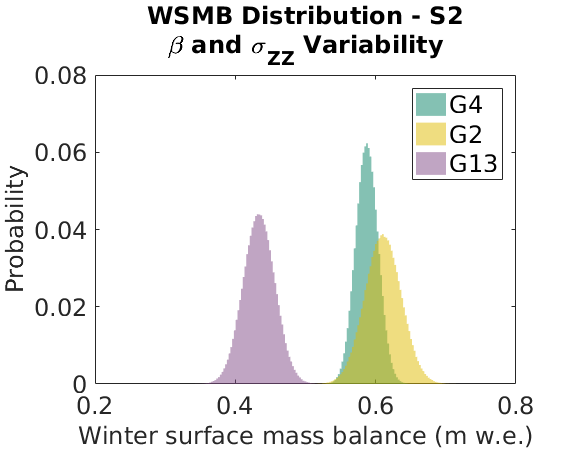 WSMB Distribution - S2
β and σZZ Variability
0.08
0.06
0.04
0.02
0
Probability
G4
G2
G13
0.2 0.4 0.6 0.8
Winter surface mass balance (m w.e.)